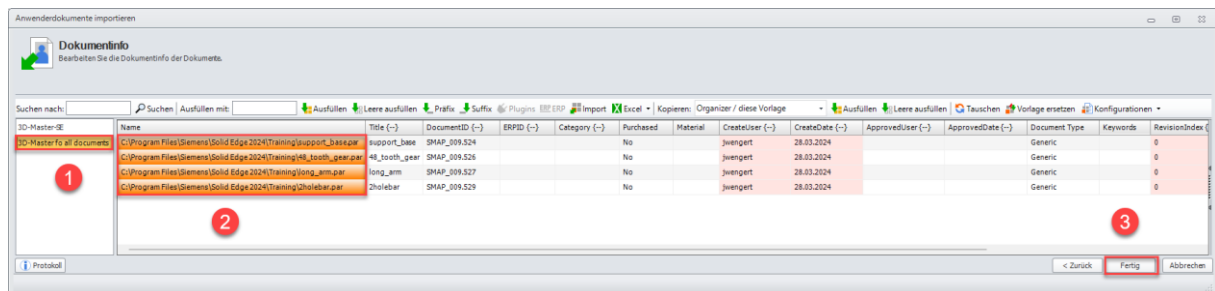 Anwenderdokumente importieren
Dokumentinfo
Bearbeiten Sie die Dokumentinfo der Dokumente.
Suchen nach: Suchen Ausfüllen mit: Ausfüllen Leere ausfüllen Präfix Suffix Plugins ERP Import Excel Kopieren: Organizer / diese Vorlage Ausfüllen Leere ausfüllen Tauschen Vorlage ersetzen Konfigurationen
3D-Master-SE Name Title {--} DocumentID {--} ERPID {--} Category {--} Purchased Material CreateUser {--} CreateDate {--} ApprovedUser {--} ApprovedDate {--} Document Type Keywords RevisionIndex {
3D-Master fo all documents C:\Program Files\Siemens\Solid Edge 2024\Training\support_base.par support_base SMAP_009.524 No jwengert 28.03.2024 Generic 0
C:\Program Files\Siemens\Solid Edge 2024\Training\48_tooth_gear.par 48_tooth_gear SMAP_009.526 No jwengert 28.03.2024 Generic 0
C:\Program Files\Siemens\Solid Edge 2024\Training\long_arm.par long_arm SMAP_009.527 No jwengert 28.03.2024 Generic 0
C:\Program Files\Siemens\Solid Edge 2024\Training\2holebar.par 2holebar SMAP_009.529 No jwengert 28.03.2024 Generic 0
1
2
3
Protokoll < Zurück Fertig Abbrechen